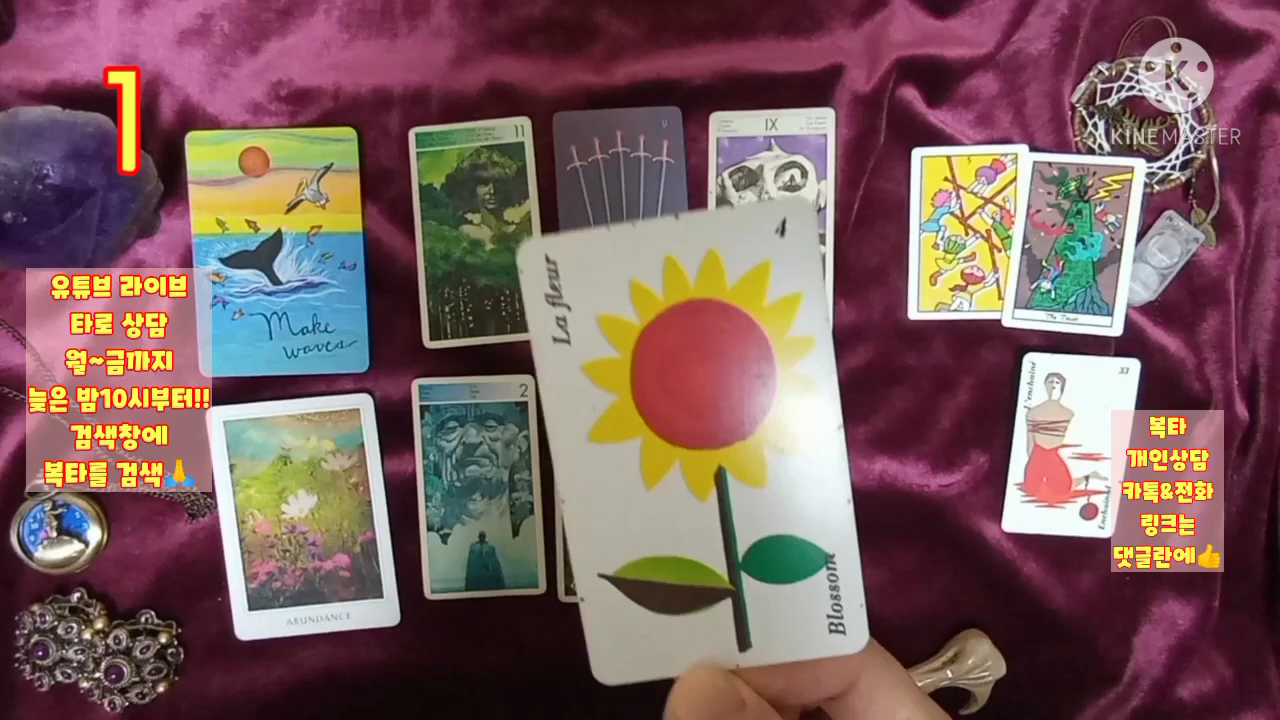 1
KINEMASTER
유튜브 라이브
타로 상담
월~금까지
늦은 밤10시부터!!
검색창에
복타를 검색🙏
Make
waves
ABUNDANCE
11
2
V
IX
4
La fleur
Blossom
5
XVI
The Tower
33
L'enchaîné
Enchained
복타
개인상담
카톡&전화
링크는
댓글란에👍